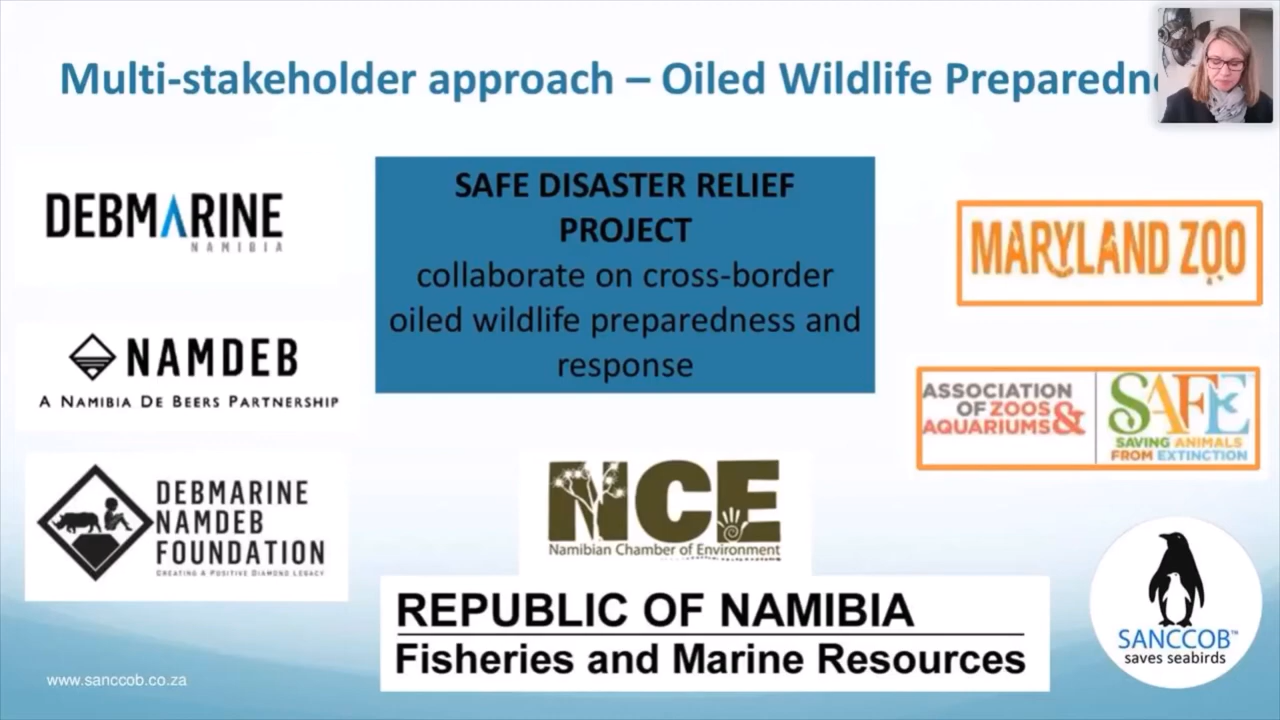 Multi-stakeholder approach – Oiled Wildlife
DEBMARINE
NAMIBIA
NAMDEB
A NAMIBIA DE BEERS PARTNERSHIP
DEBMARINE
NAMDEB
FOUNDATION
CREATING A POSITIVE DIAMOND LEGACY
SAFE DISASTER RELIEF
PROJECT
collaborate on cross-border
oiled wildlife preparedness and
response
NCE
Namibian Chamber of Environment
REPUBLIC OF NAMIBIA
Fisheries and Marine Resources
MARYLAND ZOO
ASSOCIATION
OF ZOOS
AQUARIUMS &
SAFE
SAVING ANIMALS
FROM EXTINCTION
SANCCOB™
saves seabirds
www.sanccob.co.za